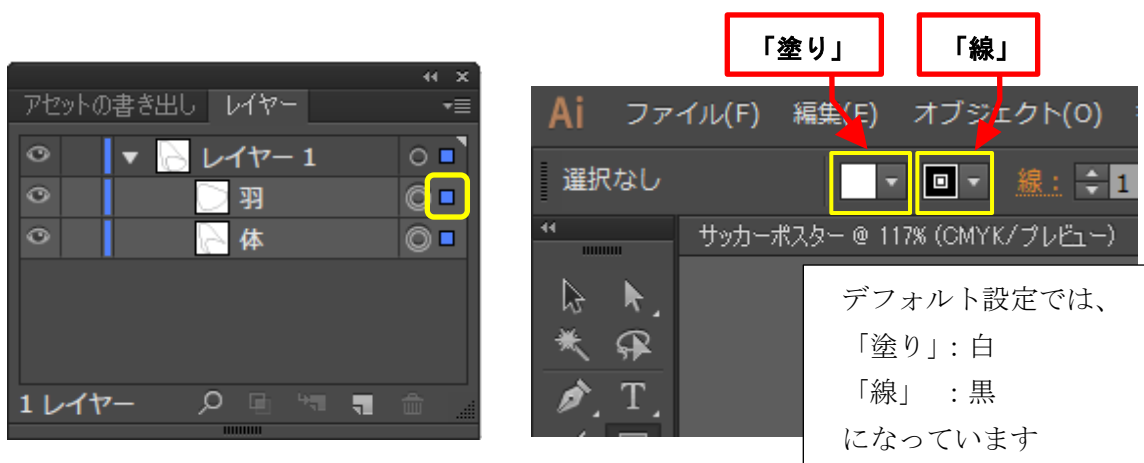 「塗り」
「線」
アセットの書き出し レイヤー
レイヤー 1
羽
体
1 レイヤー
Ai ファイル(F) 編集(E) オブジェクト(O)
選択なし
線： 1
サッカーポスター @ 117% (CMYK/プレビュー)
T
デフォルト設定では、
「塗り」：白
「線」 ：黒
になっています